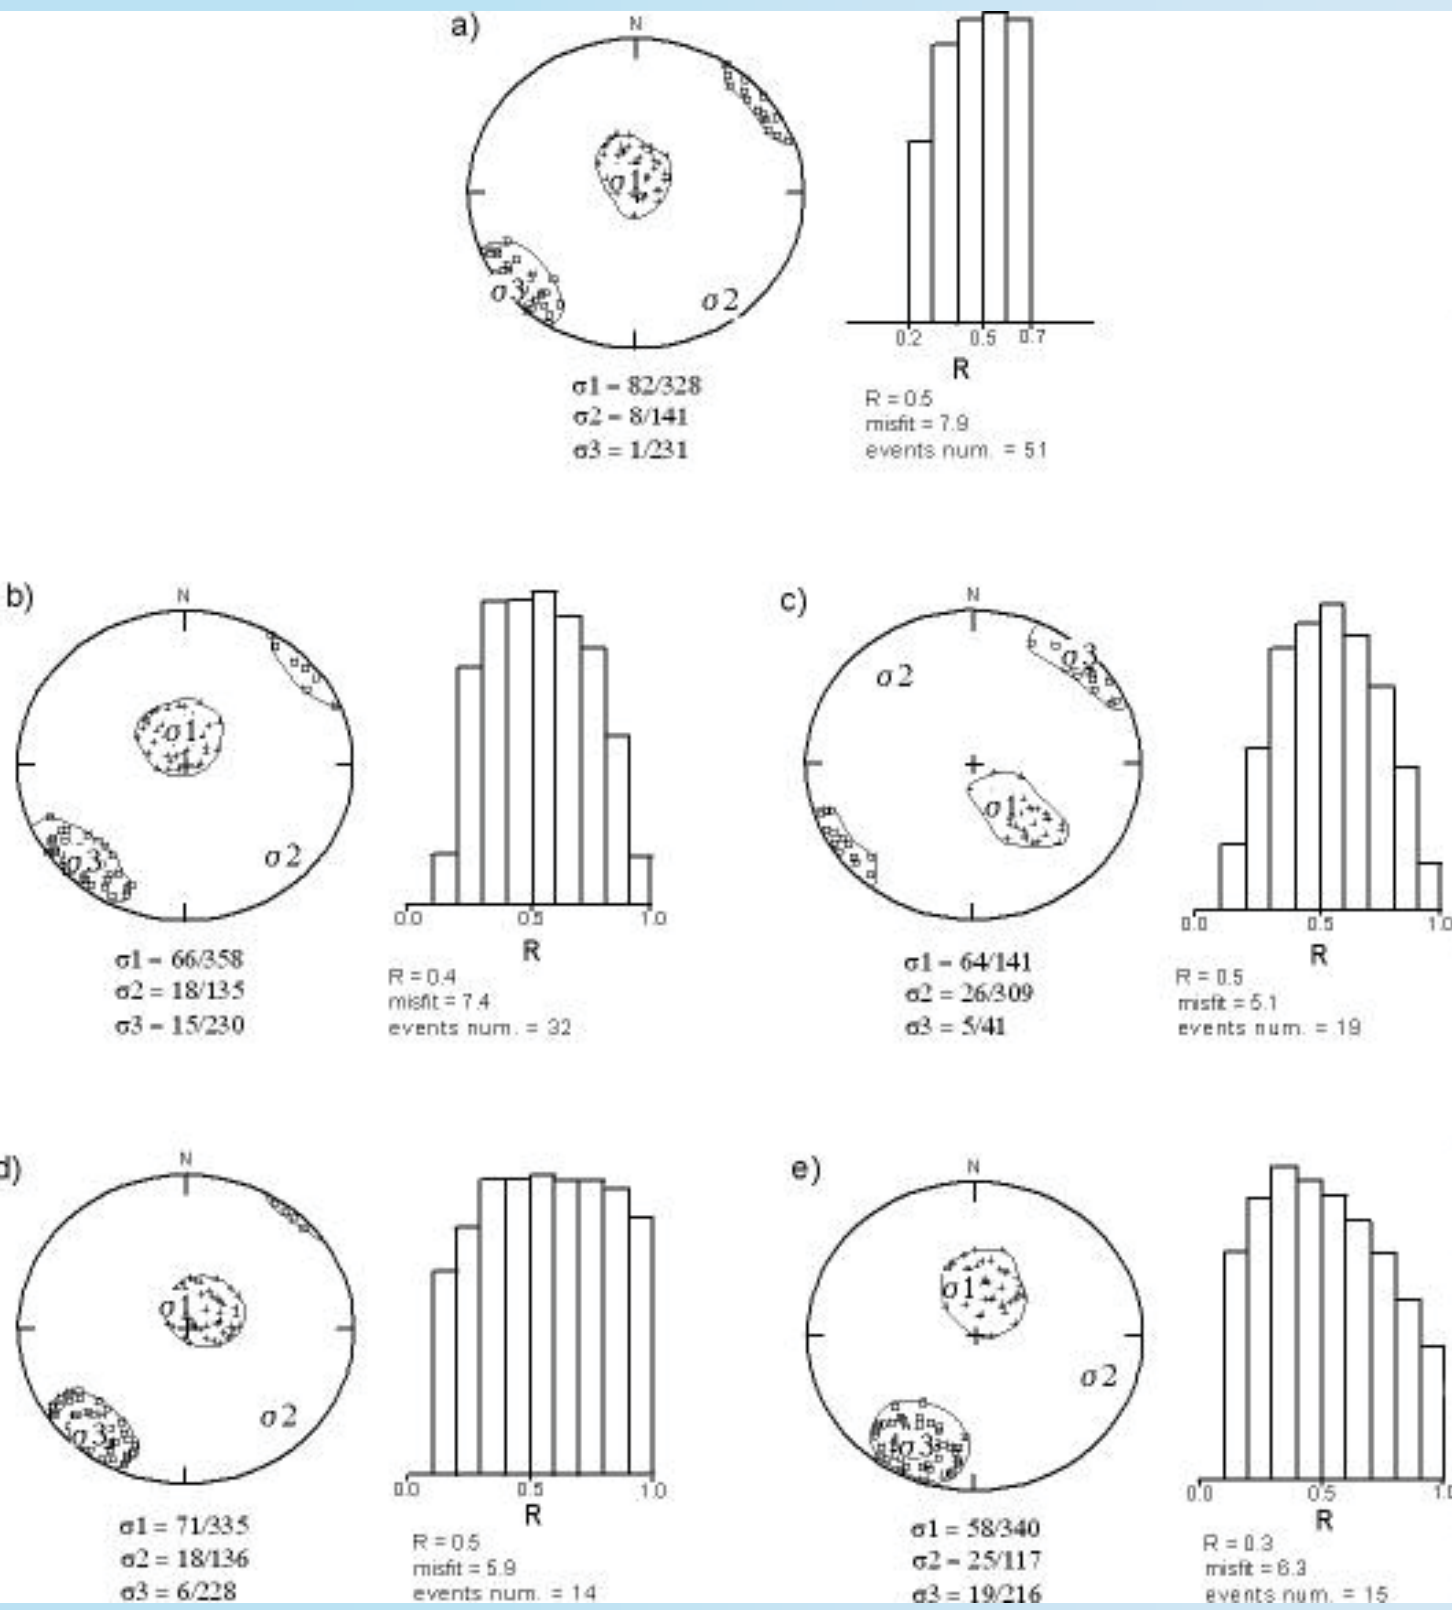 a)
N
σ1
σ3
σ2
0.2 0.5 0.7
R
σ1 = 82/328
σ2 = 8/141
σ3 = 1/231
R = 0.5
misfit = 7.9
events num. = 51
b)
N
σ1
σ3
σ2
0.0 0.5 1.0
R
σ1 = 66/358
σ2 = 18/135
σ3 = 15/230
R = 0.4
misfit = 7.4
events num. = 32
c)
N
σ3
σ2
σ1
0.0 0.5 1.0
R
σ1 = 64/141
σ2 = 26/309
σ3 = 5/41
R = 0.5
misfit = 5.1
events num. = 19
d)
N
σ1
σ2
σ3
0.0 0.5 1.0
R
σ1 = 71/335
σ2 = 18/136
σ3 = 6/228
R = 0.5
misfit = 5.9
events num. = 14
e)
N
σ1
σ2
σ3
0.0 0.5 1.0
R
σ1 = 58/340
σ2 = 25/117
σ3 = 19/216
R = 0.3
misfit = 6.3
events num. = 15